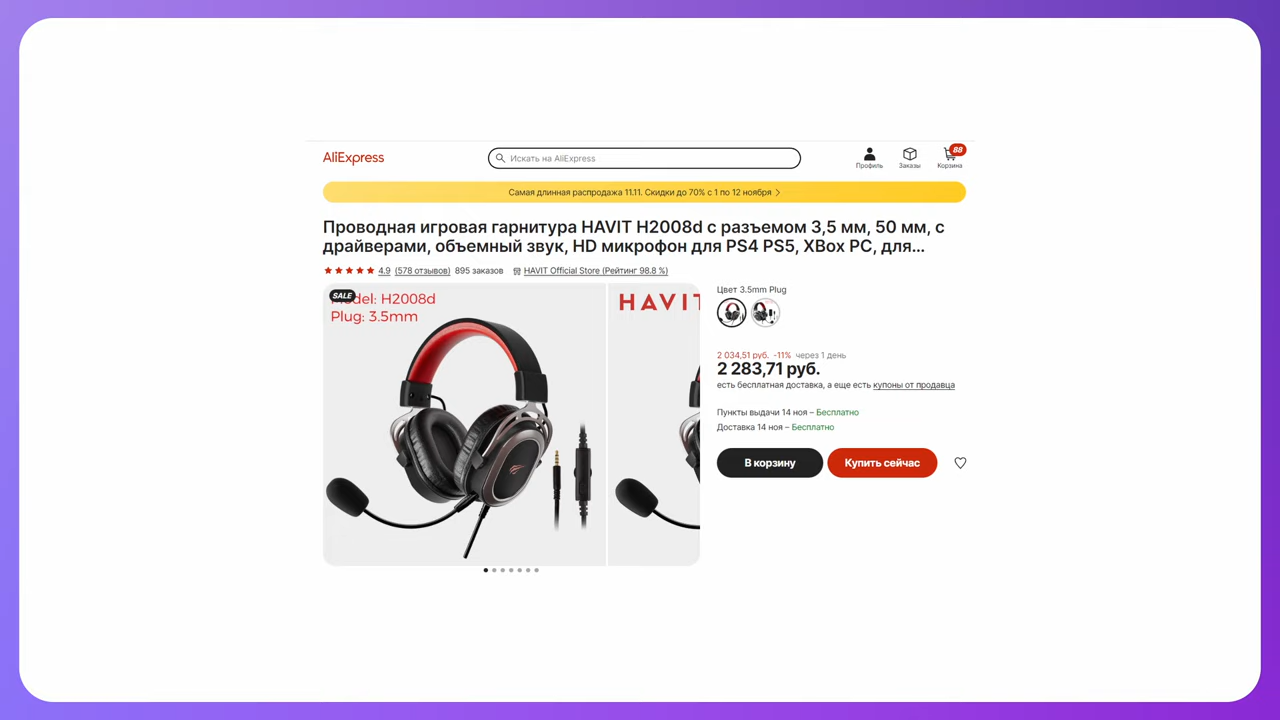 AliExpress
Искать на AliExpress
88
Профиль
Заказы
Корзина
Самая длинная распродажа 11.11. Скидки до 70% с 1 по 12 ноября
Проводная игровая гарнитура HAVIT H2008d с разъемом 3,5 мм, 50 мм, с
драйверами, объемный звук, HD микрофон для PS4 PS5, XBox PC, для...
4.9 (578 отзывов) 895 заказов HAVIT Official Store (Рейтинг 98.8 %)
SALE
Model: H2008d
Plug: 3.5mm
HAVIT
Цвет 3.5mm Plug
2 034,51 руб. -11% через 1 день
2 283,71 руб.
есть бесплатная доставка, а еще есть купоны от продавца
Пункты выдачи 14 ноя – Бесплатно
Доставка 14 ноя – Бесплатно
В корзину
Купить сейчас